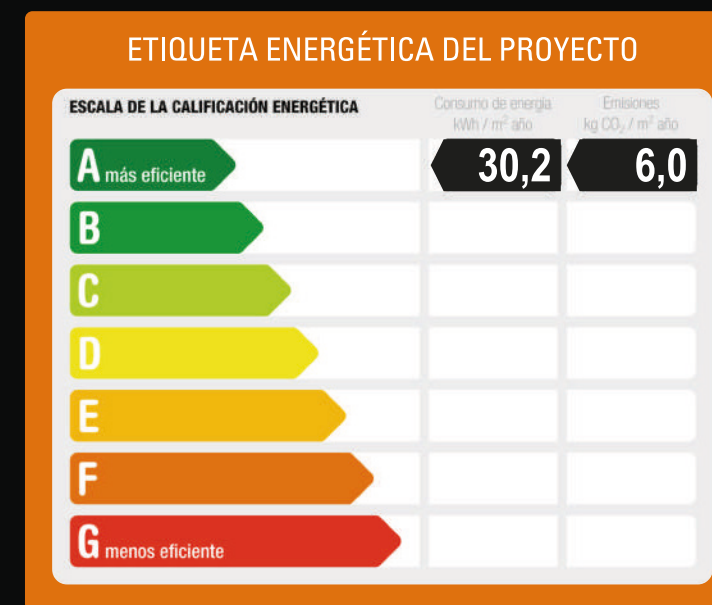 ETIQUETA ENERGÉTICA DEL PROYECTO
ESCALA DE LA CALIFICACIÓN ENERGÉTICA
Consumo de energía
kWh / m² año
Emisiones
kg CO₂ / m² año
A más eficiente
30,2
6,0
B
C
D
E
F
G menos eficiente